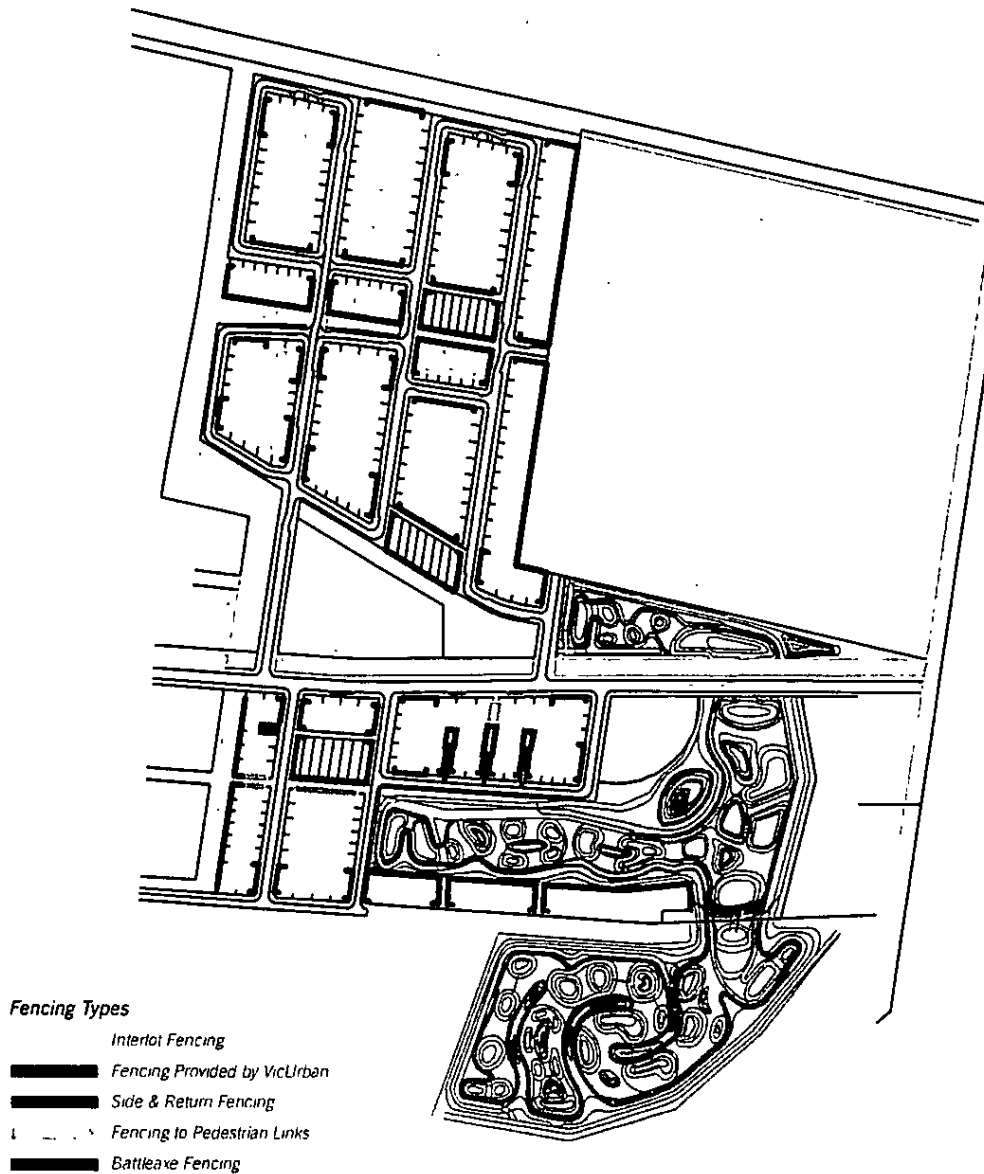 Fencing Types
Interlot Fencing
Fencing Provided by VicUrban
Side & Return Fencing
Fencing to Pedestrian Links
Battleaxe Fencing